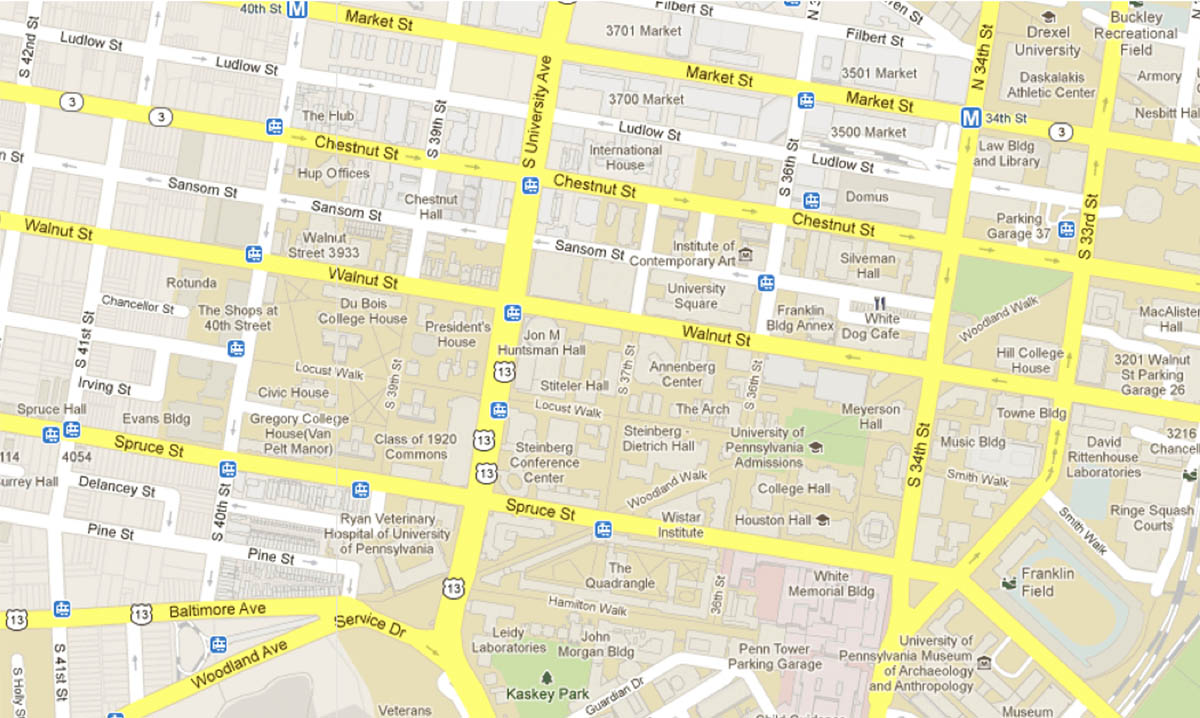 40th St
M
Market St
Filbert St
Buckley
Recreational
Field
Drexel
University
N 34th St
S 42nd St
Ludlow St
Ludlow St
3701 Market
Filbert St
3501 Market
Daskalakis
Athletic Center
Armory
Market St
3
3
The Hub
S 39th St
S University Ave
3700 Market
Market St
M
34th St
3
Nesbitt Hal
Ludlow St
3500 Market
Chestnut St
International
House
S 36th St
Ludlow St
Law Bldg
and Library
n St
Sansom St
Hup Offices
Chestnut
Hall
Chestnut St
Domus
Sansom St
Chestnut St
Parking
Garage 37
S 33rd St
Walnut St
Walnut
Street 3933
Sansom St
Institute of
Contemporary Art
Silveman
Hall
Rotunda
Walnut St
University
Square
Franklin
Bldg Annex
White
Dog Cafe
Woodland Walk
MacAlister
Hall
Chancellor St
The Shops at
40th Street
Du Bois
College House
President's
House
Jon M
Huntsman Hall
Walnut St
S 41st St
Locust Walk
13
S 37th St
Annenberg
Center
Hill College
House
3201 Walnut
St Parking
Garage 26
Irving St
Civic House
S 39th St
Stiteler Hall
S 36th St
Spruce Hall
Evans Bldg
Gregory College
House(Van
Pelt Manor)
Locust Walk
The Arch
Meyerson
Hall
Towne Bldg
Spruce St
Class of 1920
Commons
13
Steinberg
Conference
Center
Steinberg -
Dietrich Hall
University of
Pennsylvania
Admissions
Music Bldg
David
Rittenhouse
Laboratories
3216
Chancell
114
4054
urrey Hall
Delancey St
13
Woodland Walk
College Hall
S 34th St
Smith Walk
S 40th St
Spruce St
Ryan Veterinary
Hospital of University
of Pennsylvania
Wistar
Institute
Houston Hall
Smith Walk
Ringe Squash
Courts
Pine St
Pine St
The
Quadrangle
36th St
White
Memorial Bldg
Franklin
Field
13
13
Baltimore Ave
13
Hamilton Walk
Service Dr
Leidy
Laboratories
John
Morgan Bldg
Penn Tower
Parking Garage
University of
Pennsylvania Museum
of Archaeology
and Anthropology
S 41st St
Woodland Ave
Kaskey Park
Guardian Dr
S Holly S
Veterans
Museum